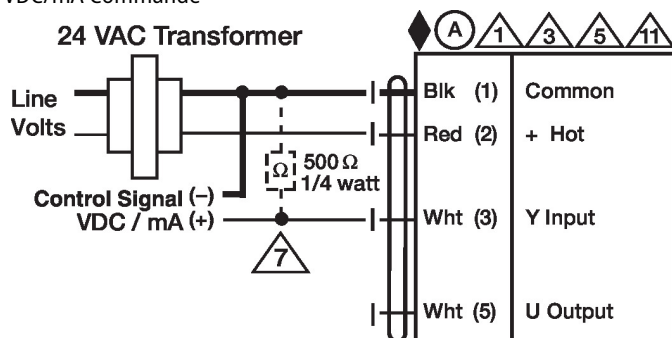 VDC/mA commande
24 VAC Transformer
A 1 3 5 11
Line
Volts
Blk (1) Common
Red (2) + Hot
Ω 500 Ω
1/4 watt
Control Signal (–)
VDC / mA (+)
Wht (3) Y Input
7
Wht (5) U Output